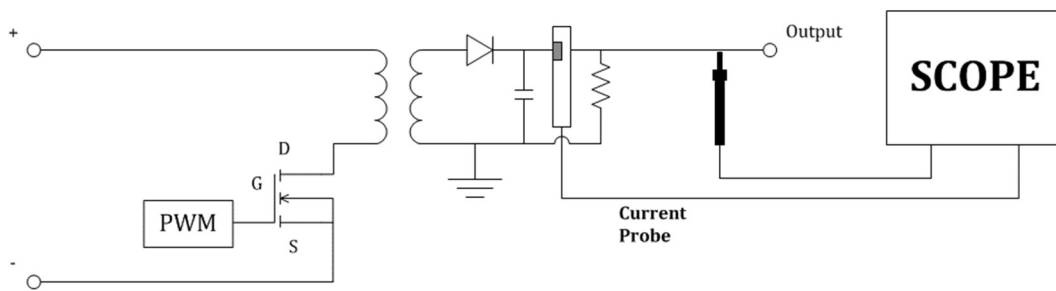 +
Output
SCOPE
D
G
PWM
S
Current
Probe
-